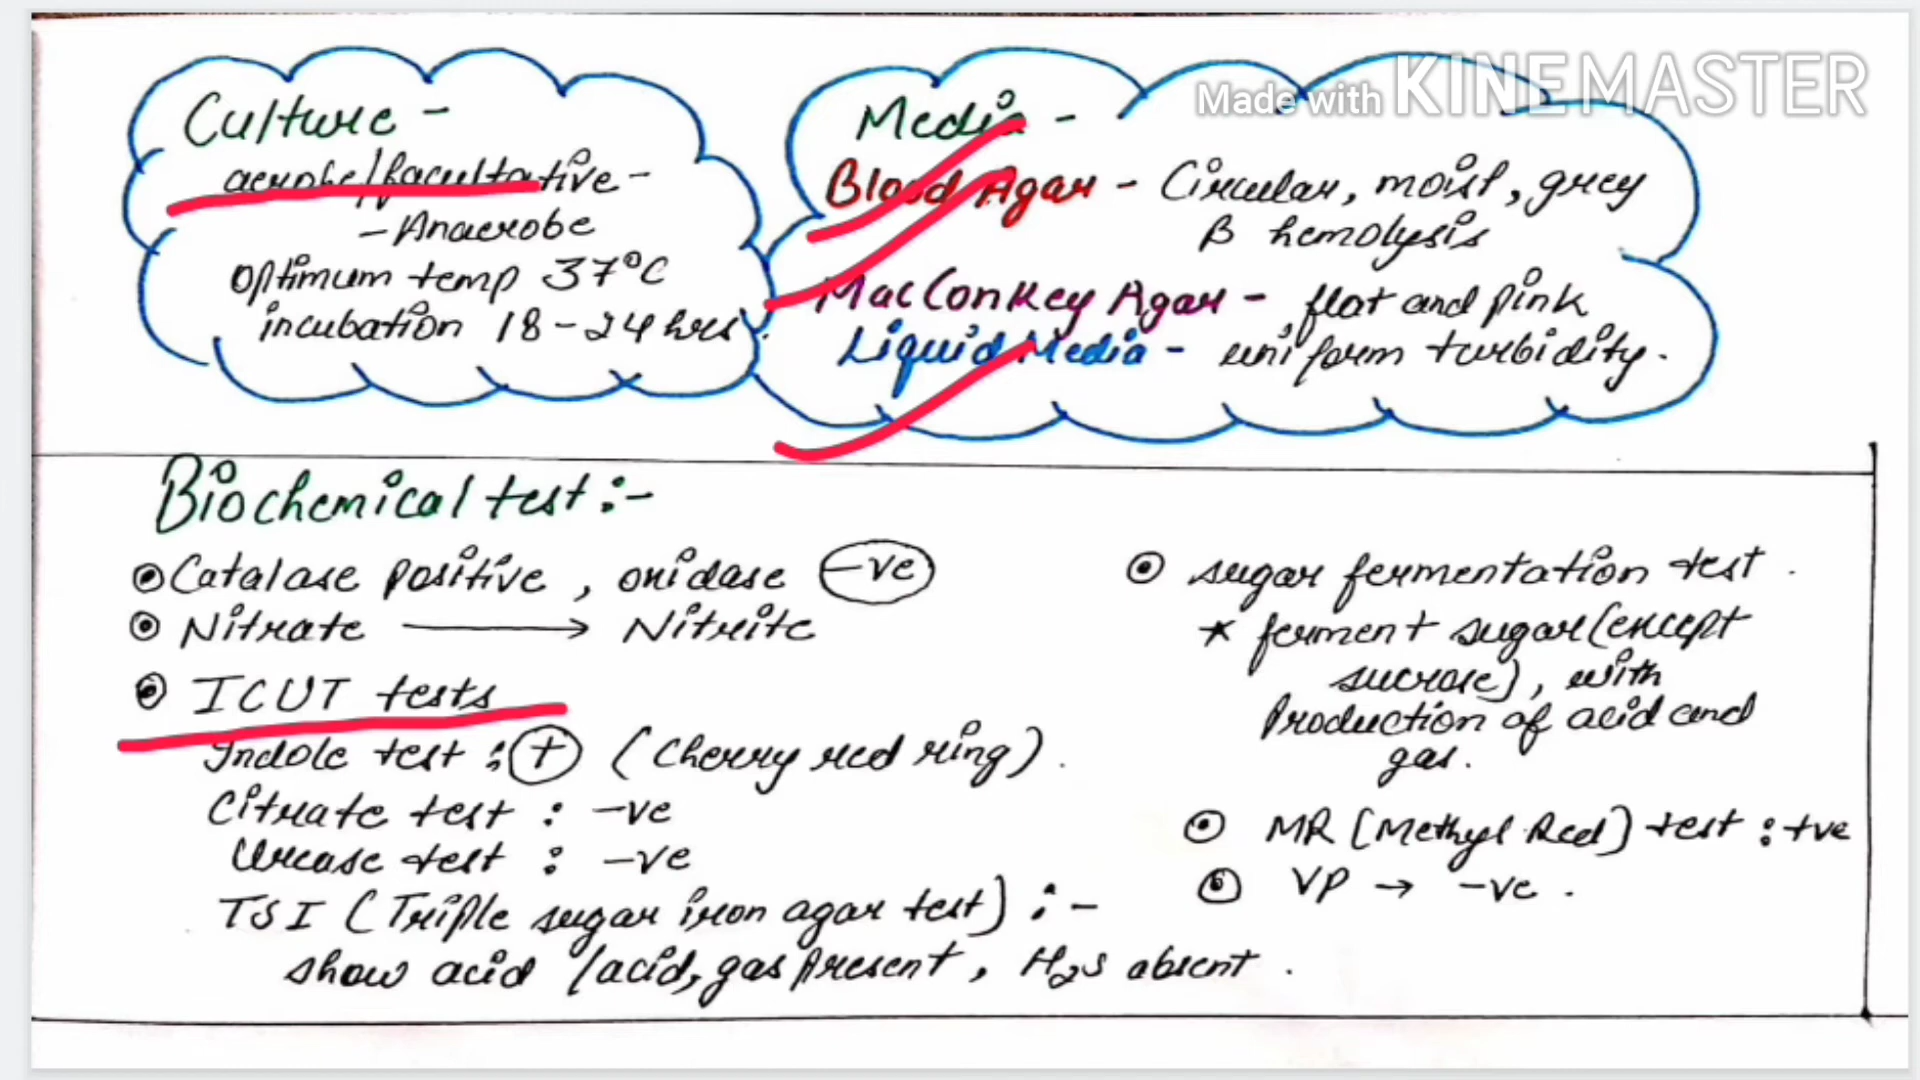 Made with KINEMASTER
Culture -
aerobe/facultative -
- Anaerobe
optimum temp 37°C
incubation 18-24 hrs.
Media -
Blood Agar - Circular, moist, grey
β hemolysis
MacConkey Agar - flat and pink
Liquid Media - uniform turbidity.
Biochemical test :-
Catalase positive, oxidase -ve
Nitrate → Nitrite
ICUT tests
Indole test : + (Cherry red ring).
Citrate test : -ve
Urease test : -ve
TSI (Triple sugar iron agar test) :-
show acid /acid, gas present, H2S absent.
sugar fermentation test.
* ferment sugar (except
sucrose), with
Production of acid and
gas.
MR [Methyl Red] test : +ve
VP → -ve.